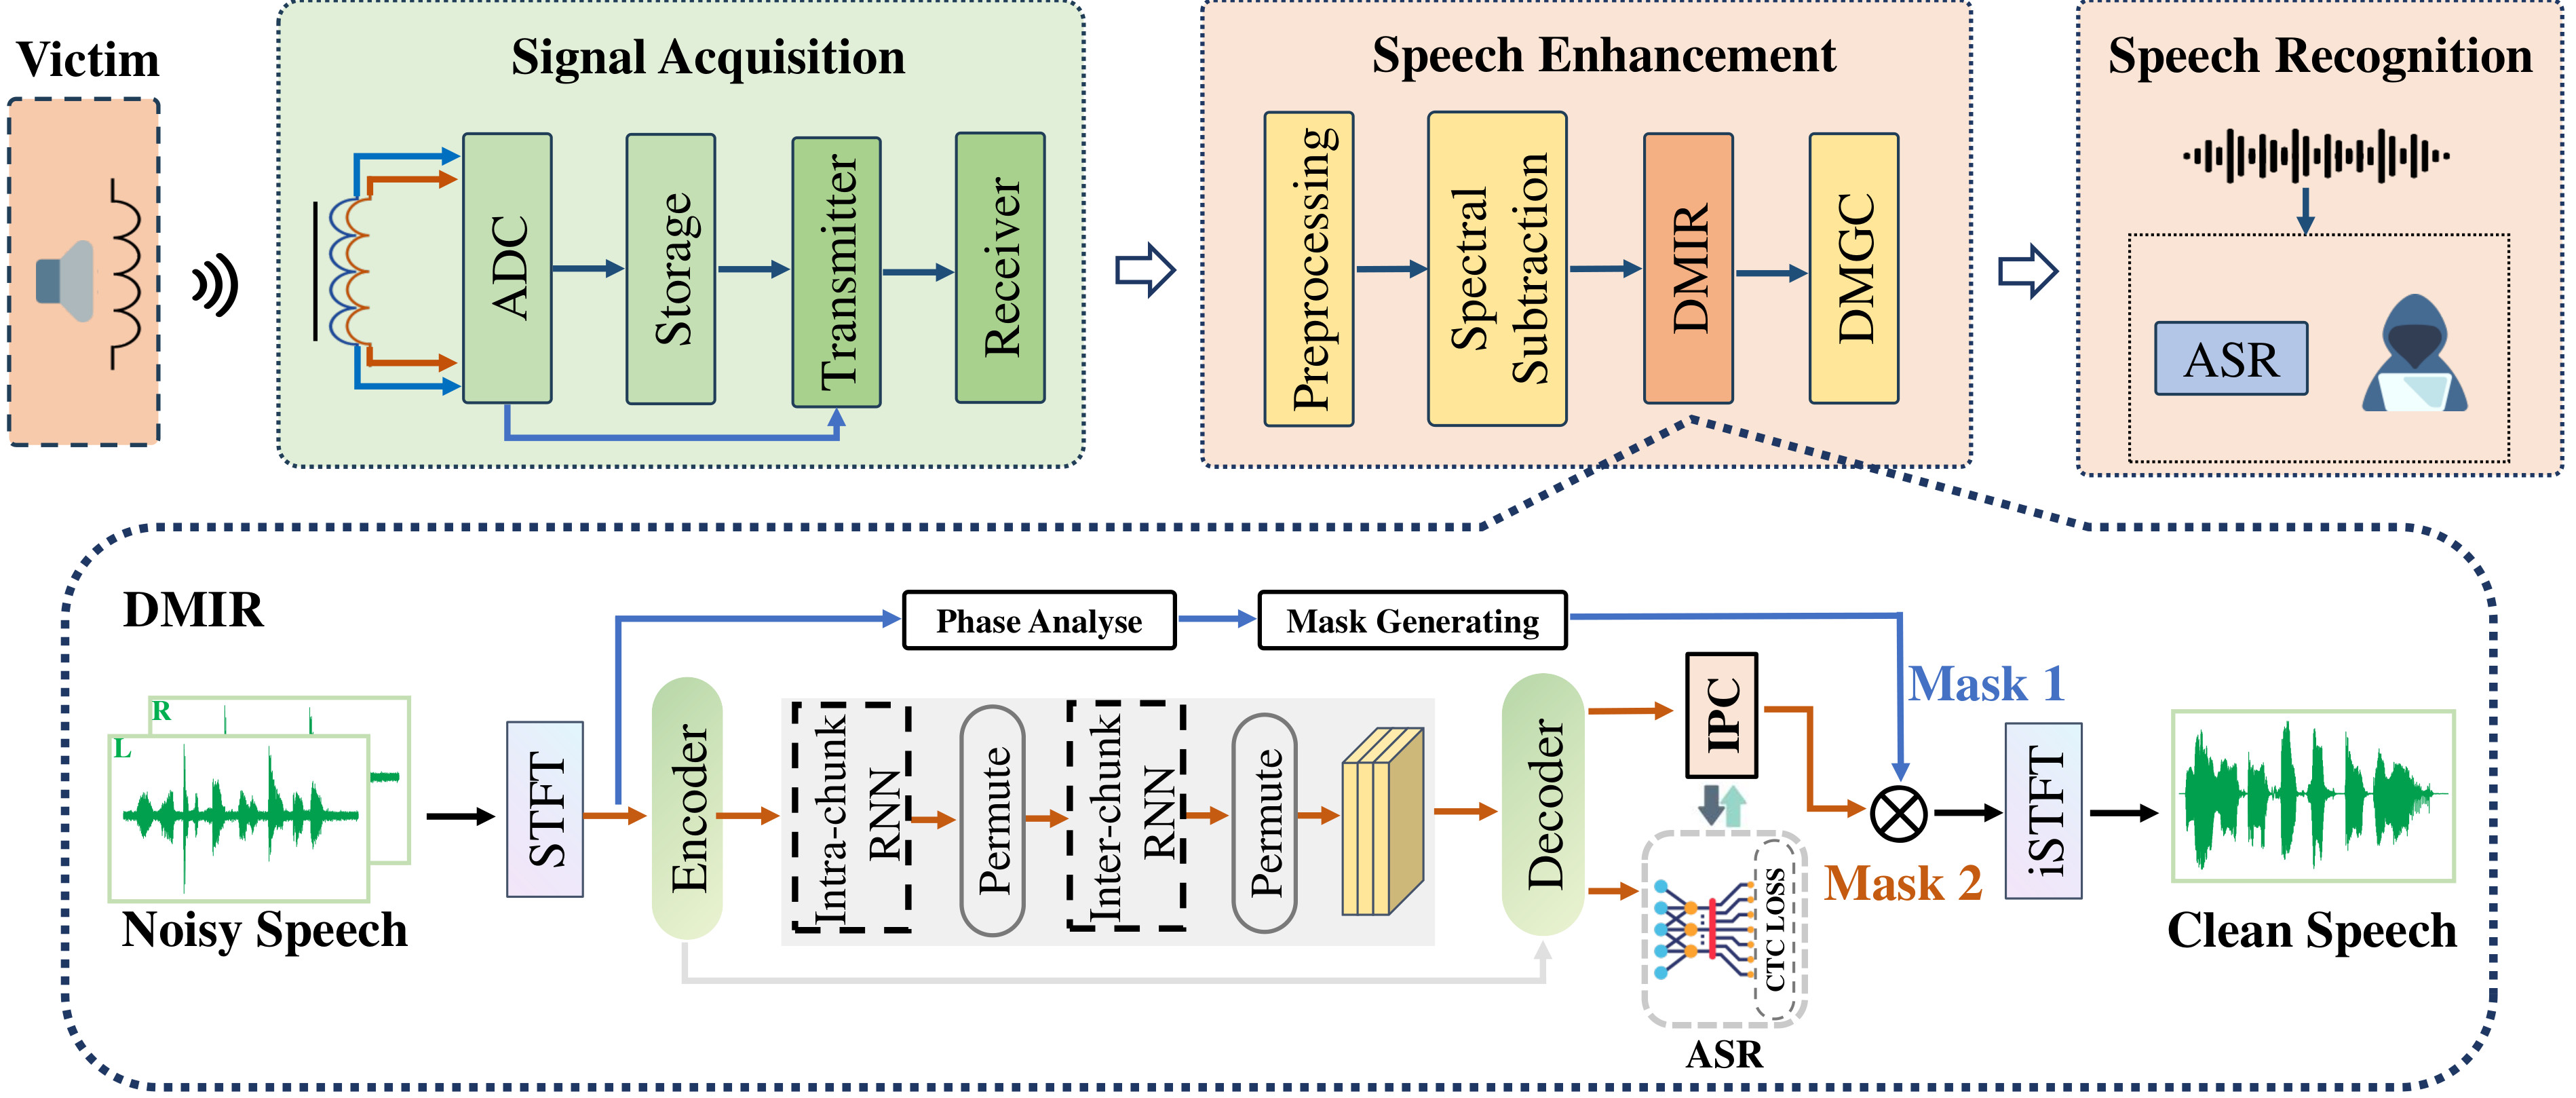 Victim
Signal Acquisition
Speech Enhancement
Speech Recognition
ADC
Storage
Transmitter
Receiver
Preprocessing
Spectral
Subtraction
DMIR
DMGC
ASR
DMIR
Phase Analyse
Mask Generating
R
L
Noisy Speech
STFT
Encoder
Intra-chunk
RNN
Permute
Inter-chunk
RNN
Permute
Decoder
IPC
CTC LOSS
ASR
Mask 1
Mask 2
iSTFT
Clean Speech